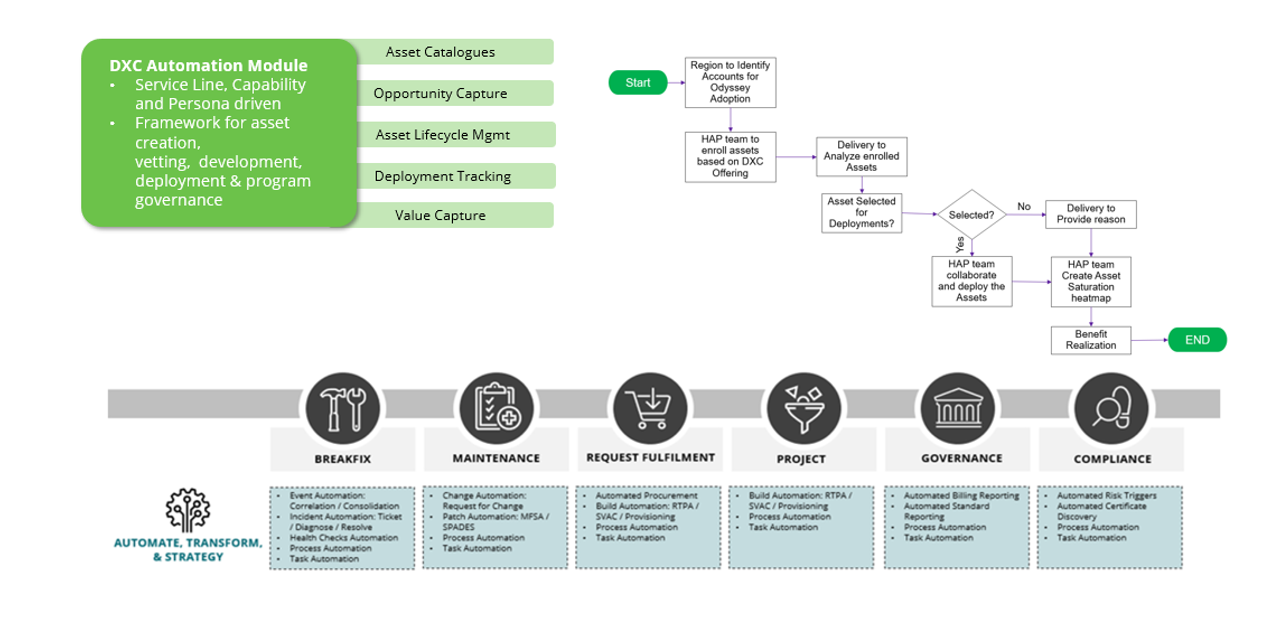 DXC Automation Module
• Service Line, Capability
and Persona driven
• Framework for asset
creation,
vetting, development,
deployment & program
governance
Asset Catalogues
Opportunity Capture
Asset Lifecycle Mgmt
Deployment Tracking
Value Capture
Start
Region to Identify
Accounts for
Odyssey
Adoption
HAP team to
enroll assets
based on DXC
Offering
Delivery to
Analyze enrolled
Assets
Asset Selected
for
Deployments?
Selected?
No
Yes
Delivery to
Provide reason
HAP team
collaborate
and deploy the
Assets
HAP team
Create Asset
Saturation
heatmap
Benefit
Realization
END
BREAKFIX
MAINTENANCE
REQUEST FULFILMENT
PROJECT
GOVERNANCE
COMPLIANCE
AUTOMATE, TRANSFORM,
& STRATEGY
• Event Automation:
Correlation / Consolidation
• Incident Automation: Ticket
/ Diagnose / Resolve
• Health Checks Automation
• Process Automation
• Task Automation
• Change Automation:
Request for Change
• Patch Automation: MFSA /
SPADES
• Process Automation
• Task Automation
• Automated Procurement
• Build Automation: RTPA /
SVAC / Provisioning
• Process Automation
• Task Automation
• Build Automation: RTPA /
SVAC / Provisioning
• Process Automation
• Task Automation
• Automated Billing Reporting
• Automated Standard
Reporting
• Process Automation
• Task Automation
• Automated Risk Triggers
• Automated Certificate
Discovery
• Process Automation
• Task Automation